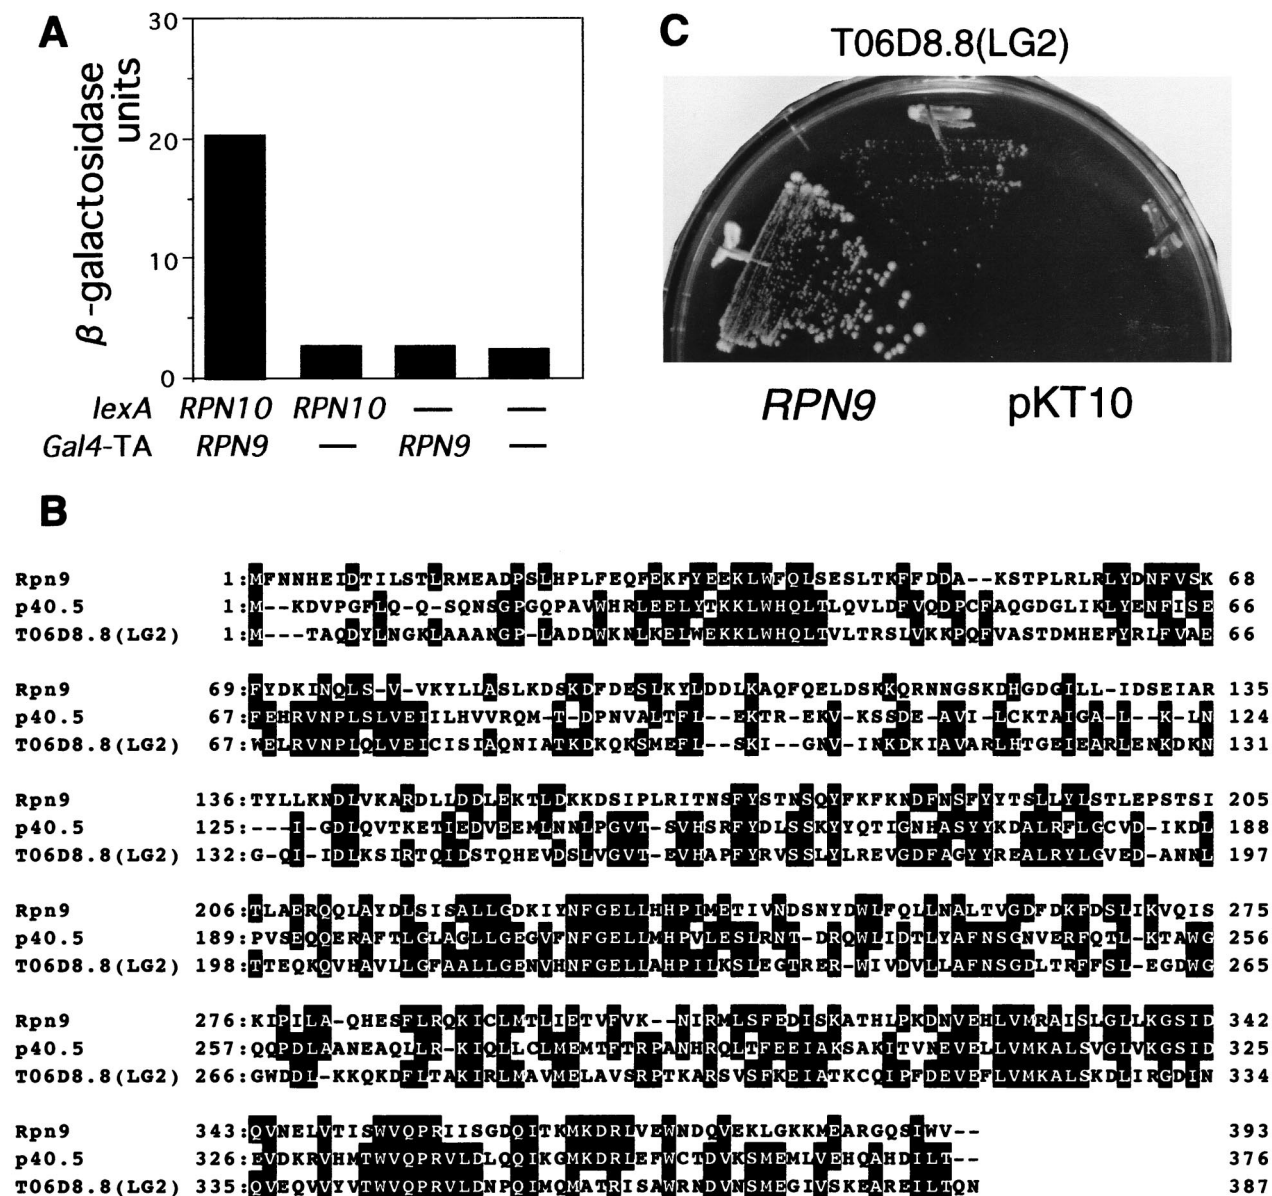 A
30
20
10
0
β-galactosidase
units
lexA RPN10 RPN10 — —
Gal4-TA RPN9 — RPN9 —
C
T06D8.8(LG2)
RPN9 pKT10
B
Rpn9 1:MFNNHEIDTILSTLRMEADPSLHPLFEQFEKFYEEKLWFQLSESLTKFFDDA--KSTPLRLRLYDNFVSK 68
p40.5 1:M--KDVPGFLQ-Q-SQNSGPGQPAVWHRLEELYTKKLWHQLTLQVLDFVQDPCFAQGDGLIKLYENFISE 66
T06D8.8(LG2) 1:M---TAQDYLNGKLAAANGP-LADDWKNLKELWEKKLWHQLTVLTRSLVKKPQFVASTDMHEFYRLFVAE 66
Rpn9 69:FYDKINQLS-V-VKYLLASLKDSKDFDESLKYLDDLKAQFQELDSKKQRNNGSKDHGDGILL-IDSEIAR 135
p40.5 67:FEHRVNPLSLVEIILHVVRQM-T-DPNVALTFL--EKTR-EKV-KSSDE-AVI-LCKTAIGA-L--K-LN 124
T06D8.8(LG2) 67:WELRVNPLQLVEICISIAQNIATKDKQKSMEFL--SKI--GNV-INKDKIAVARLHTGEIEARLENKDKN 131
Rpn9 136:TYLLKNDLVKARDLLDDLEKTLDKKDSIPLRITNSFYSTNSQYFKFKNDFNSFYYTSLLYLSTLEPSTSI 205
p40.5 125:---I-GDLQVTKETIEDVEEMLNNLPGVT-SVHSRFYDLSSKYYQTIGNHASYYKDALRFLGCVD-IKDL 188
T06D8.8(LG2) 132:G-QI-IDLKSIRTQIDSTQHEVDSLVGVT-EVHAPFYRVSSLYLREVGDFAGYYREALRYLGVED-ANNL 197
Rpn9 206:TLAERQQLAYDLSISALLGDKIYNFGELLHHPIMETIVNDSNYDWLFQLLNALTVGDFDKFDSLIKVQIS 275
p40.5 189:PVSEQQERAFTLGLAGLLGEGVFNFGELLMHPVLESLRNT-DRQWLIDTLYAFNSGNVERFQTL-KTAWG 256
T06D8.8(LG2) 198:TTEQKQVHAVLLGFAALLGENVHNFGELLAHPILKSLEGTRER-WIVDVLLAFNSGDLTRFFSL-EGDWG 265
Rpn9 276:KIPILA-QHESFLRQKICLMTLIETVFVK--NIRMLSFEDISKATHLPKDNVEHLVMRAISLGLLKGSID 342
p40.5 257:QQPDLAANEAQLLR-KIQLLCLMEMTFTRPANHRQLTFEEIAKSAKITVNEVELLVMKALSVGLVKGSID 325
T06D8.8(LG2) 266:GWDDL-KKQKDFLTAKIRLMAVMELAVSRPTKARSVSFKEIATKCQIPFDEVEFLVMKALSKDLIRGDIN 334
Rpn9 343:QVNELVTISWVQPRIISGDQITKMKDRLVEWNDQVEKLGKKMEARGQSIWV-- 393
p40.5 326:EVDKRVHMTWVQPRVLDLQQIKGMKDRLEFWCTDVKSMEMLVEHQAHDILT-- 376
T06D8.8(LG2) 335:QVEQVVYVTWVQPRVLDNPQIMQMATRISAWRNDVNSMEGIVSKEAREILTQN 387